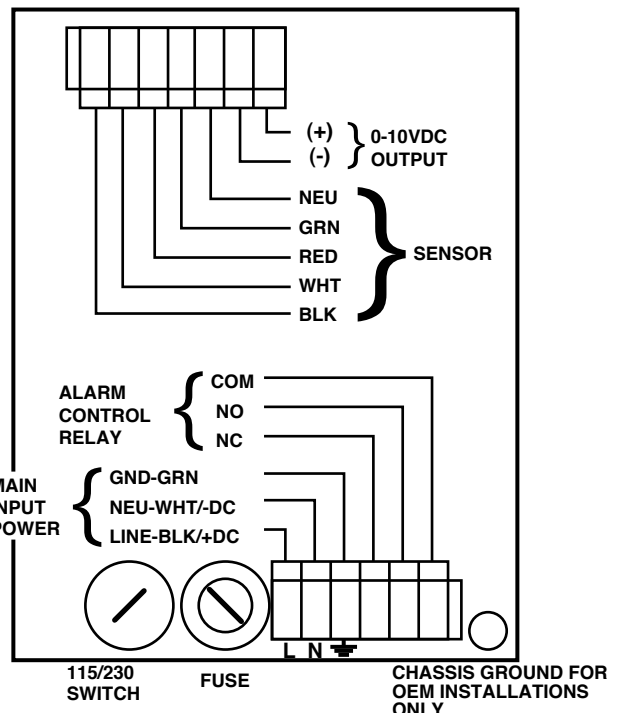 (+)
(-)
0-10VDC
OUTPUT
NEU
GRN
RED
WHT
BLK
SENSOR
ALARM
CONTROL
RELAY
COM
NO
NC
MAIN
INPUT
POWER
GND-GRN
NEU-WHT/-DC
LINE-BLK/+DC
L N
115/230
SWITCH
FUSE
CHASSIS GROUND FOR
OEM INSTALLATIONS
ONLY